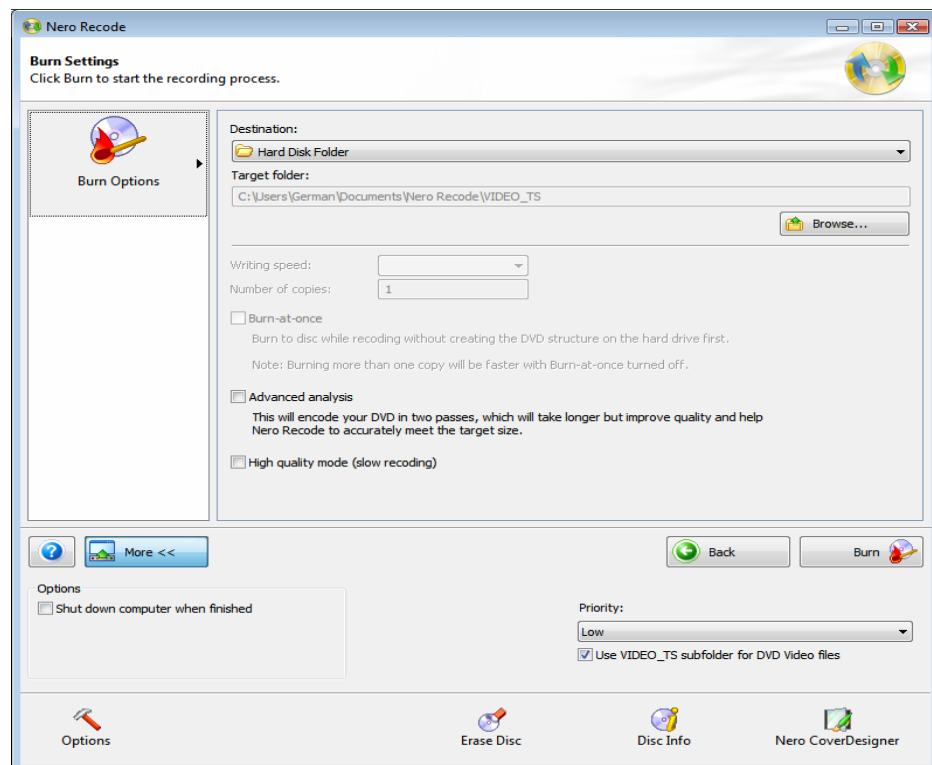 Nero Recode
Burn Settings
Click Burn to start the recording process.
Burn Options
Destination:
Hard Disk Folder
Target folder:
C:\Users\German\Documents\Nero Recode\VIDEO_TS
Browse...
Writing speed:
Number of copies:
1
Burn-at-once
Burn to disc while recoding without creating the DVD structure on the hard drive first.
Note: Burning more than one copy will be faster with Burn-at-once turned off.
Advanced analysis
This will encode your DVD in two passes, which will take longer but improve quality and help
Nero Recode to accurately meet the target size.
High quality mode (slow recoding)
More <<
Back
Burn
Options
Shut down computer when finished
Priority:
Low
Use VIDEO_TS subfolder for DVD Video files
Options
Erase Disc
Disc Info
Nero CoverDesigner